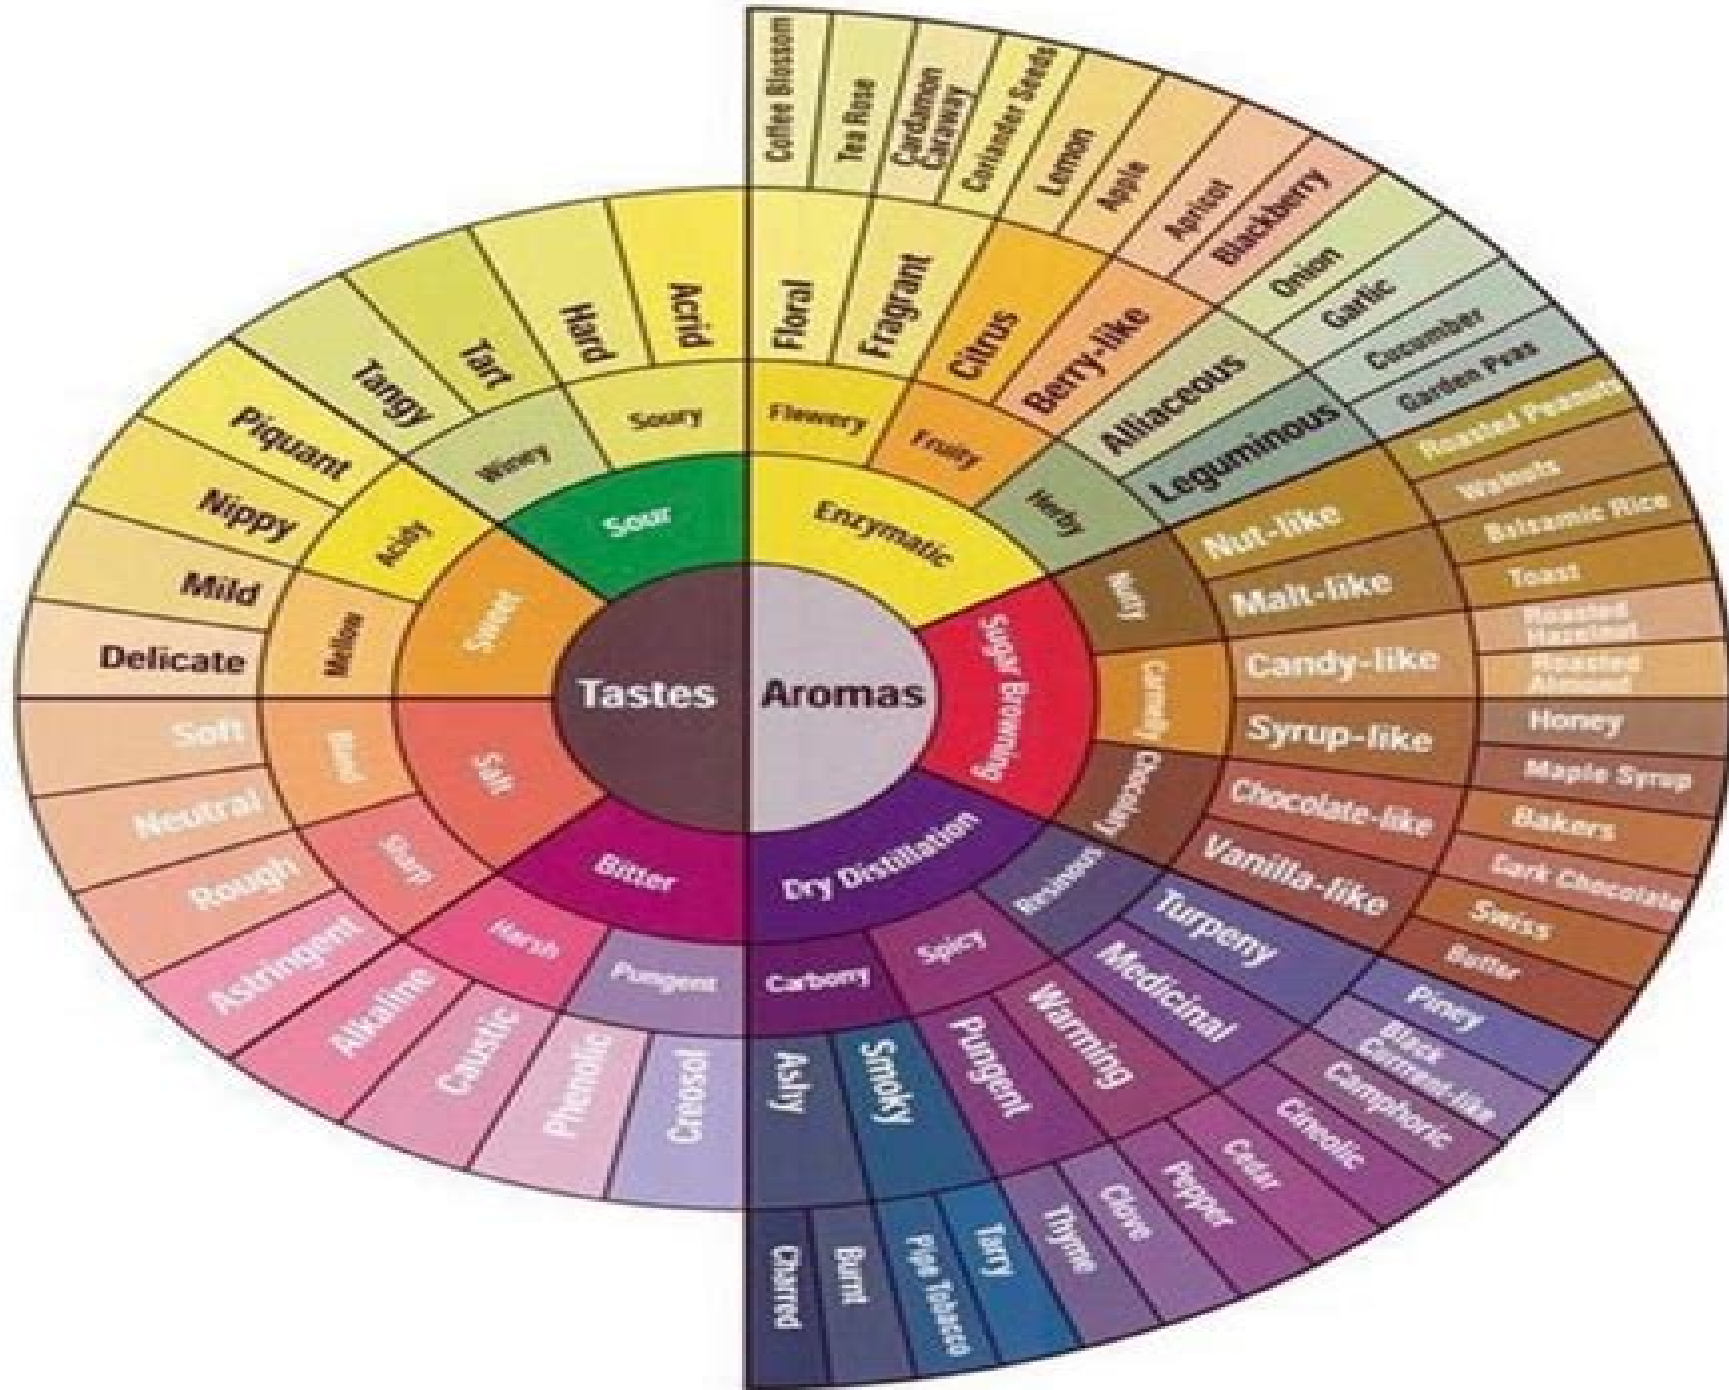 Tastes
Aromas
Sour
Sweet
Salt
Bitter
Enzymatic
Sugar Browning
Dry Distillation
Soury
Winey
Acidy
Mellow
Bland
Sharp
Harsh
Pungent
Flowery
Fruity
Herby
Nutty
Carmelly
Chocolaty
Resinous
Spicy
Carbony
Acrid
Hard
Tart
Tangy
Piquant
Nippy
Mild
Delicate
Soft
Neutral
Rough
Astringent
Alkaline
Caustic
Phenolic
Creosol
Floral
Fragrant
Citrus
Berry-like
Alliaceous
Leguminous
Nut-like
Malt-like
Candy-like
Syrup-like
Chocolate-like
Vanilla-like
Turpeny
Medicinal
Warming
Pungent
Smoky
Ashy
Coffee Blossom
Tea Rose
Cardamon
Caraway
Coriander Seeds
Lemon
Apple
Apricot
Blackberry
Onion
Garlic
Cucumber
Garden Peas
Roasted Peanuts
Walnuts
Balsamic Rice
Toast
Roasted
Hazelnut
Roasted
Almond
Honey
Maple Syrup
Bakers
Dark Chocolate
Swiss
Butter
Piney
Black
Currant-like
Camphoric
Cineolic
Cedar
Pepper
Clove
Thyme
Tarry
Pipe Tobacco
Burnt
Charred